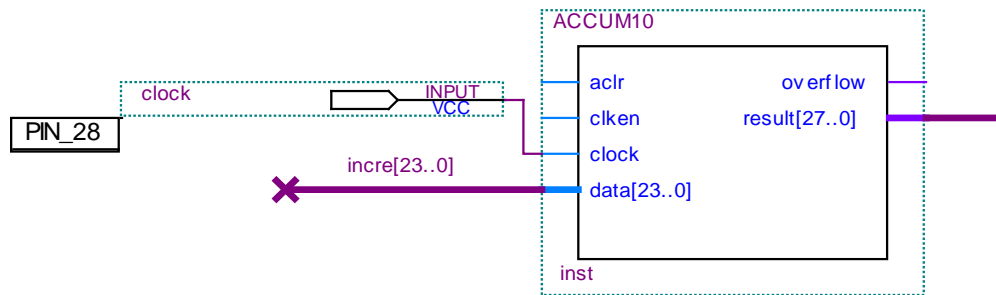 ACCUM10
clock
INPUT
VCC
PIN_28
aclr
clken
clock
data[23..0]
overflow
result[27..0]
incre[23..0]
inst